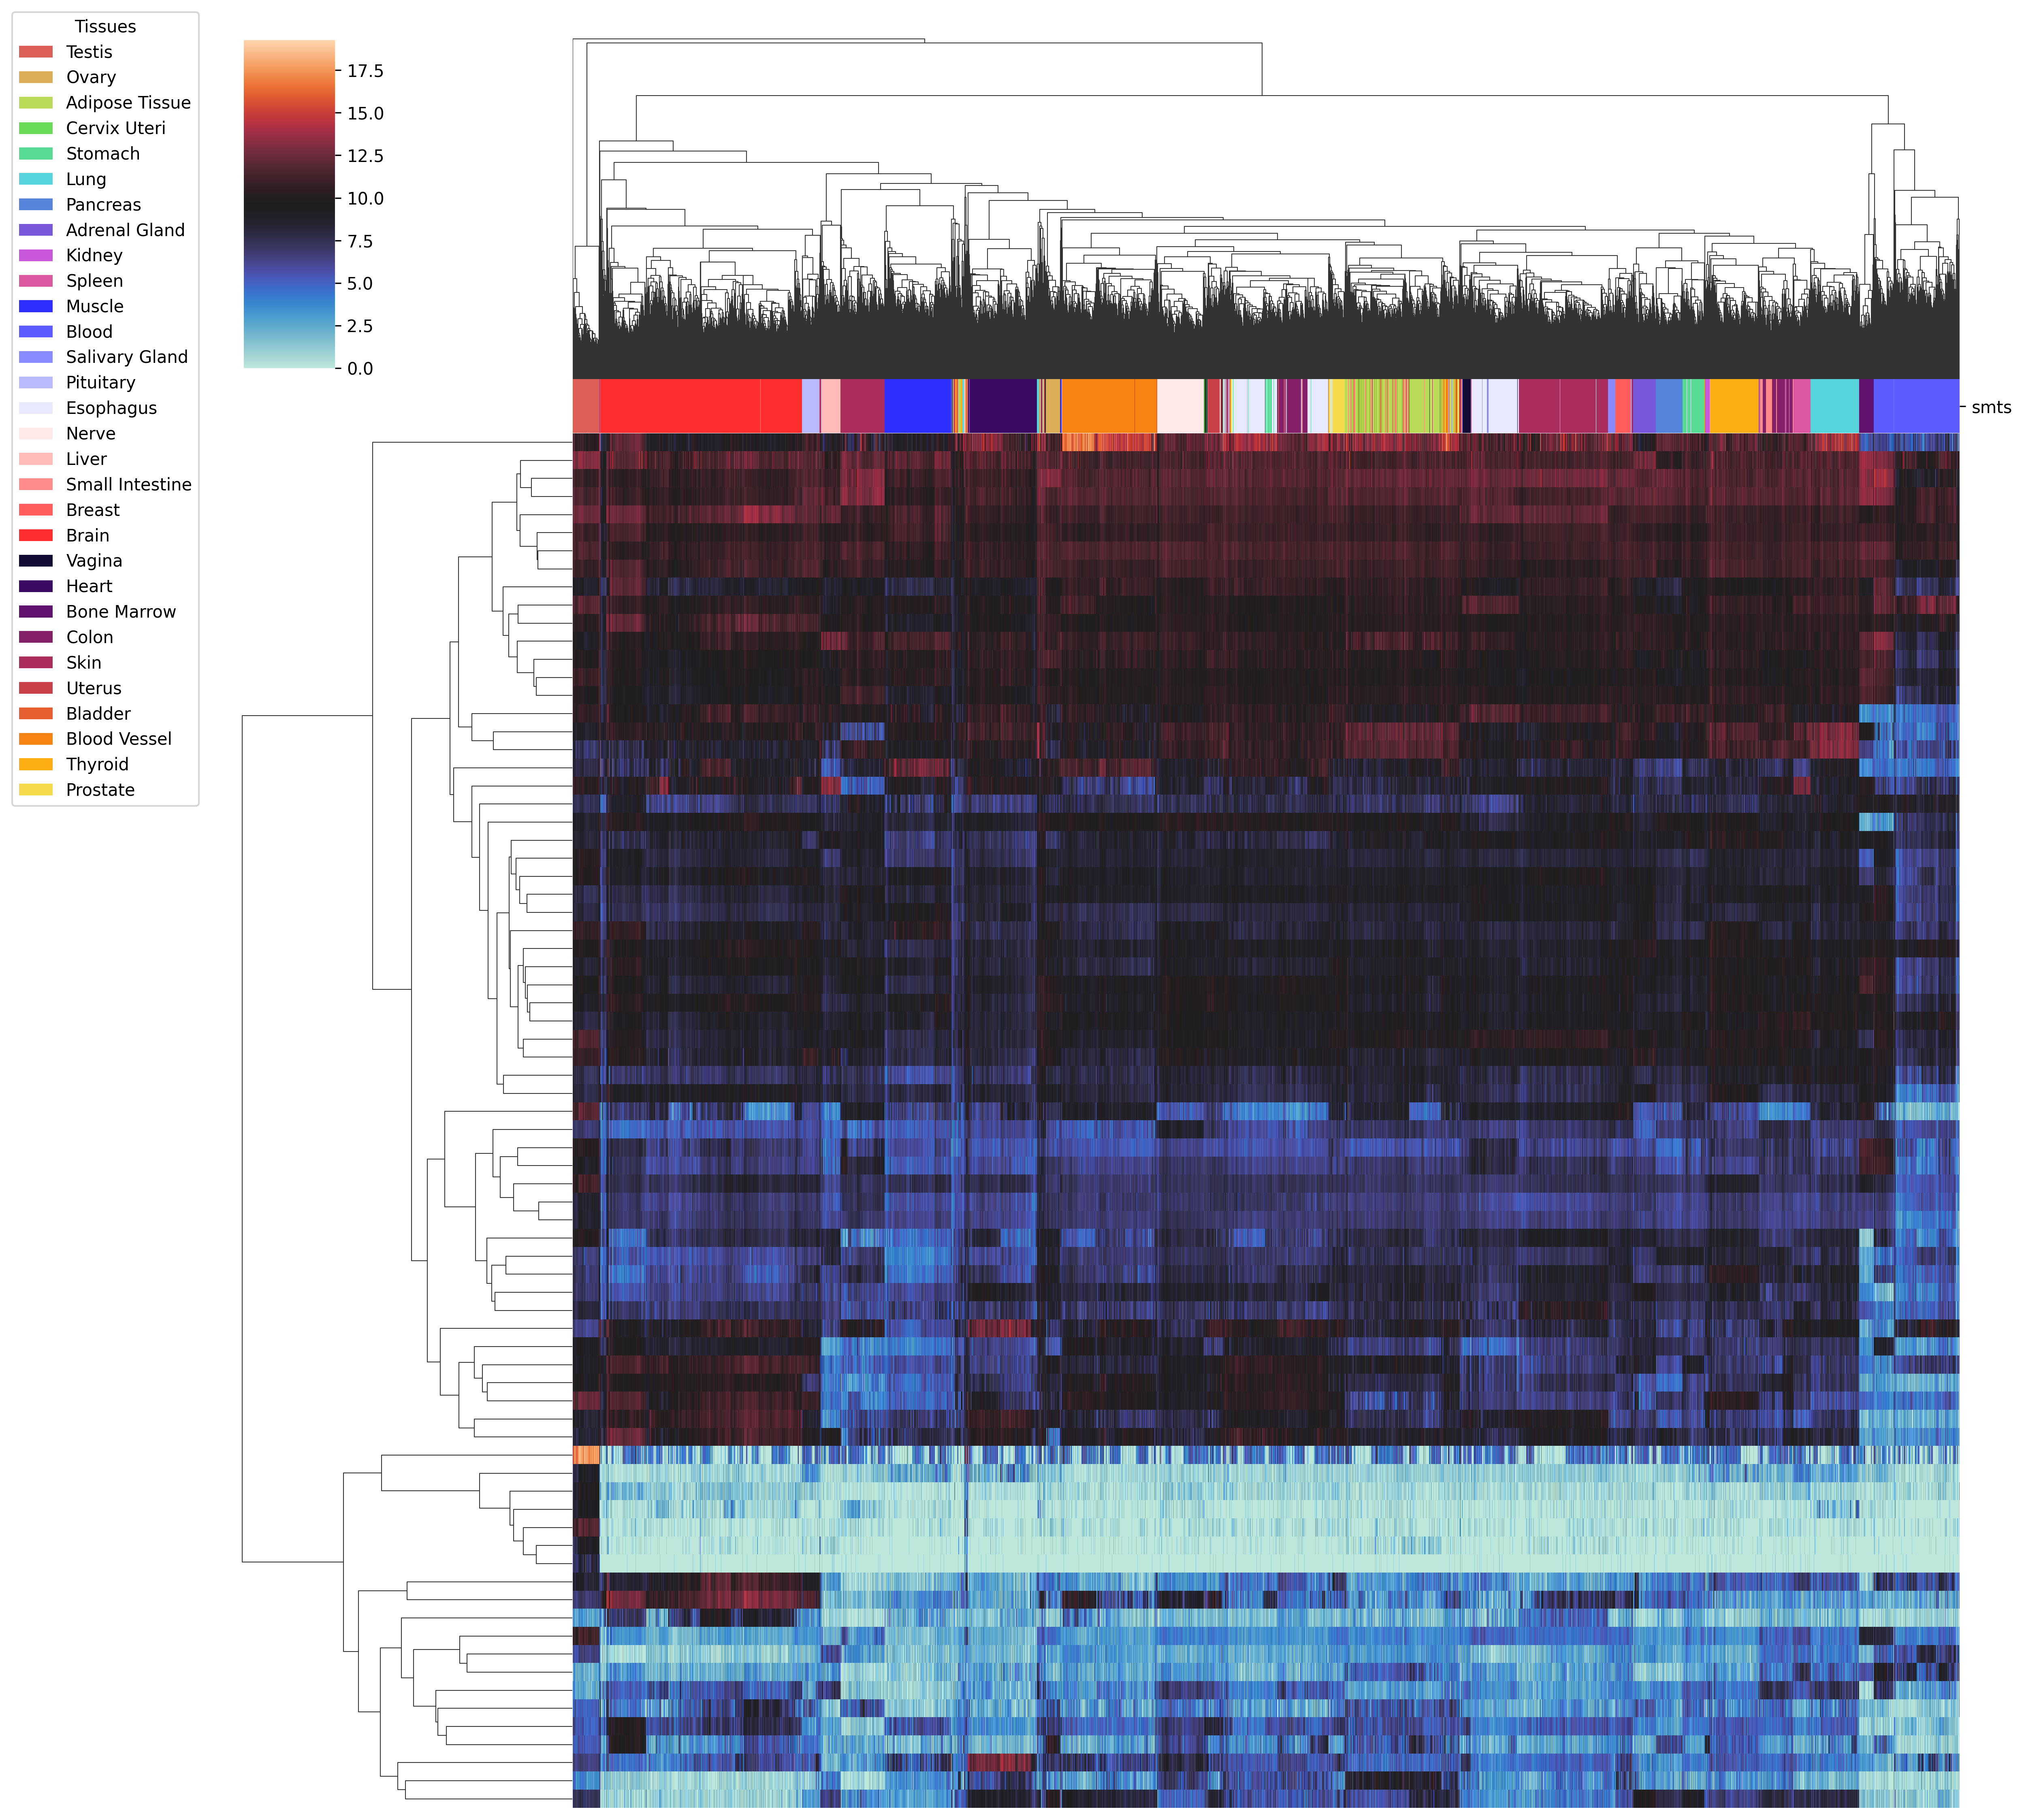 Tissues
Testis
Ovary
Adipose Tissue
Cervix Uteri
Stomach
Lung
Pancreas
Adrenal Gland
Kidney
Spleen
Muscle
Blood
Salivary Gland
Pituitary
Esophagus
Nerve
Liver
Small Intestine
Breast
Brain
Vagina
Heart
Bone Marrow
Colon
Skin
Uterus
Bladder
Blood Vessel
Thyroid
Prostate
17.5
15.0
12.5
10.0
7.5
5.0
2.5
0.0
smts